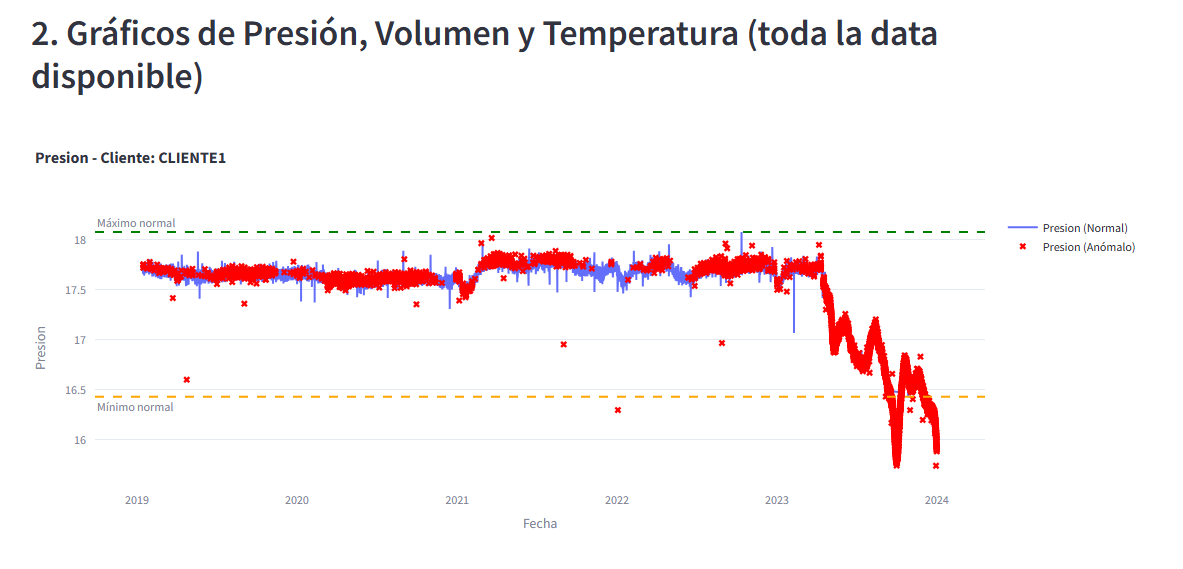 2. Gráficos de Presión, Volumen y Temperatura (toda la data
disponible)
Presion - Cliente: CLIENTE1
Máximo normal
Presion (Normal)
Presion (Anómalo)
18
17.5
17
16.5
16
Presion
Mínimo normal
2019 2020 2021 2022 2023 2024
Fecha